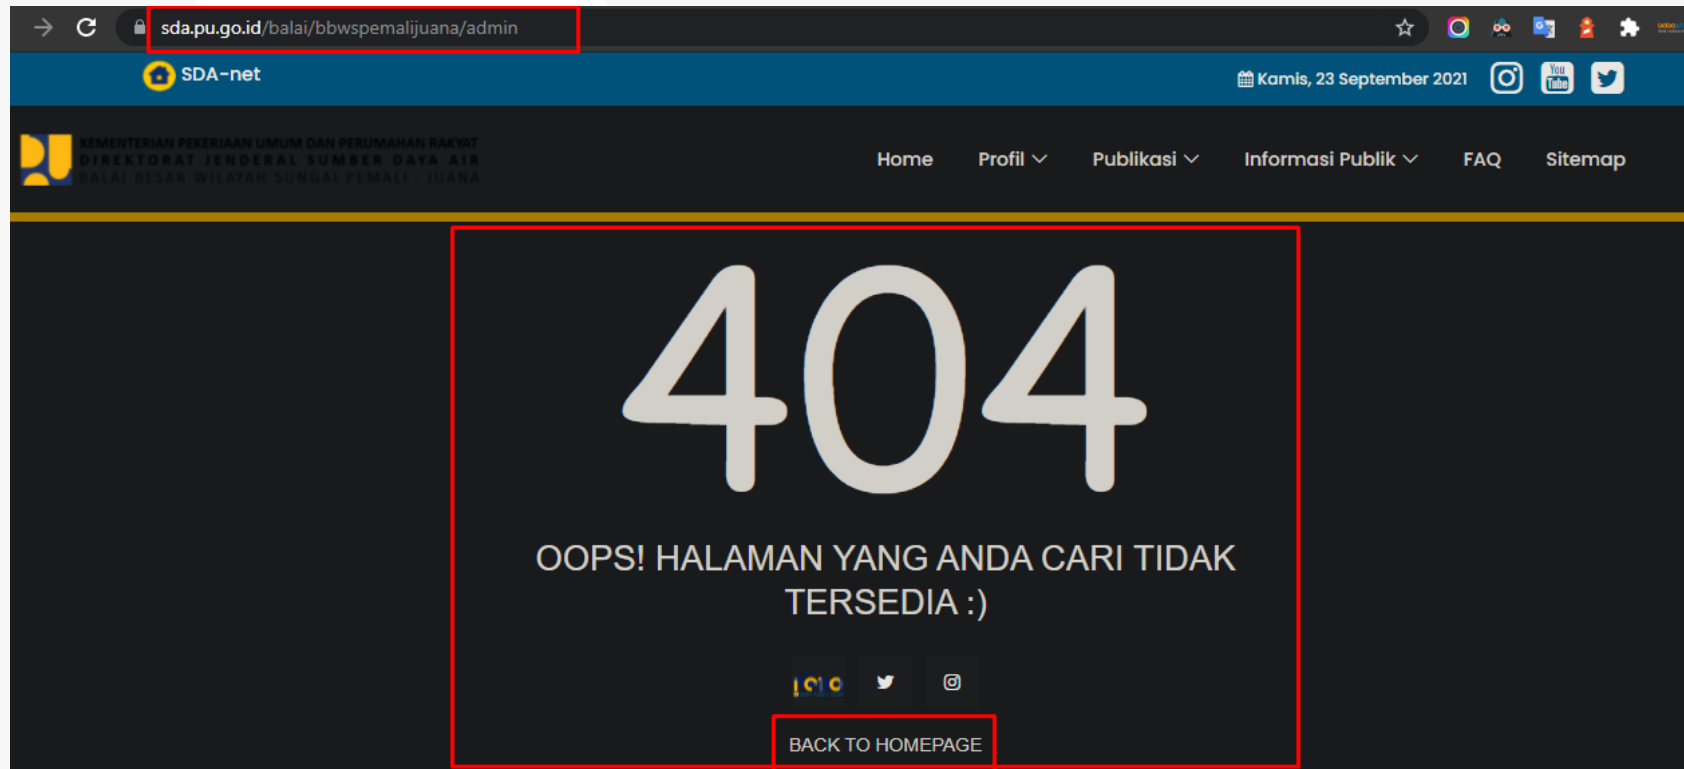 sda.pu.go.id/balai/bbwspemalijuana/admin
SDA-net
Kamis, 23 September 2021
You
Tube
KEMENTERIAN PEKERJAAN UMUM DAN PERUMAHAN RAKYAT
DIREKTORAT JENDERAL SUMBER DAYA AIR
BALAI BESAR WILAYAH SUNGAI PEMALI - JUANA
Home Profil Publikasi Informasi Publik FAQ Sitemap
404
OOPS! HALAMAN YANG ANDA CARI TIDAK
TERSEDIA :)
BACK TO HOMEPAGE